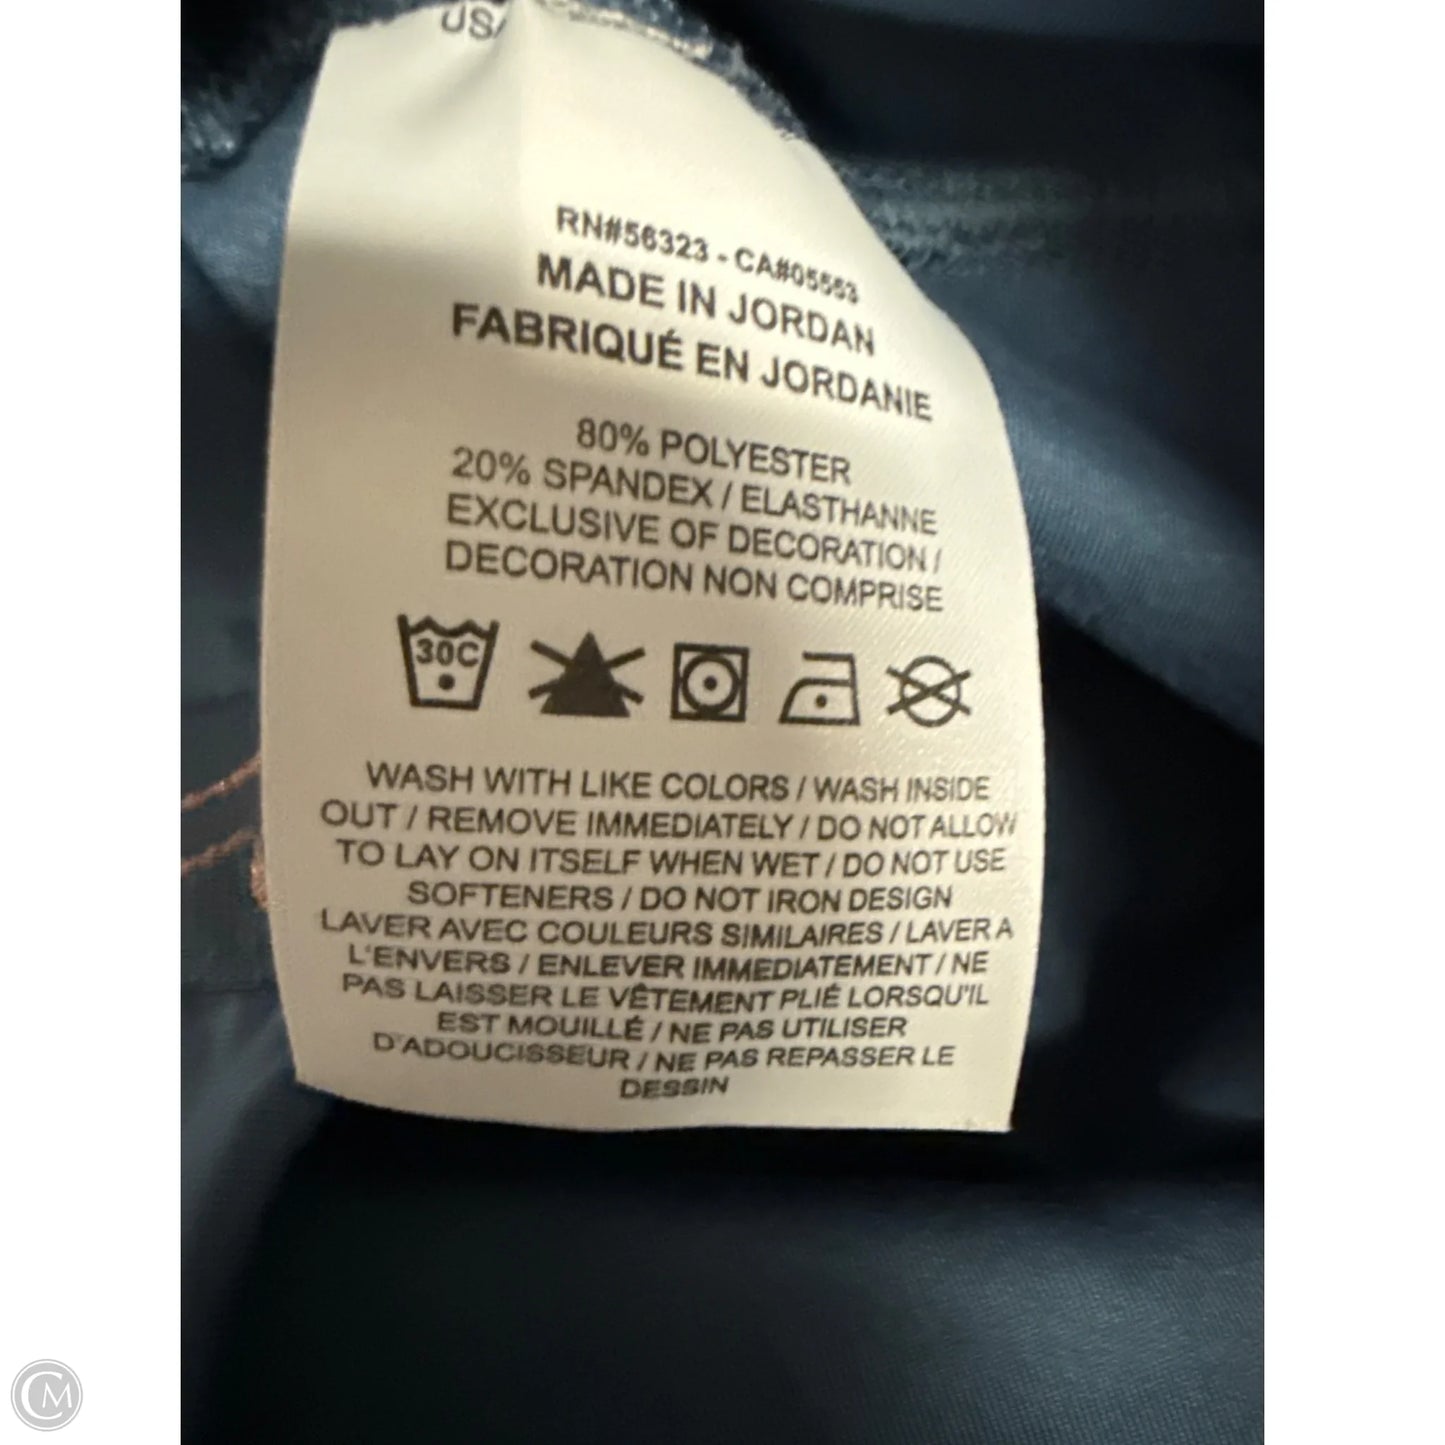 USA
RN#56323 - CA#05553
MADE IN JORDAN
FABRIQUÉ EN JORDANIE
80% POLYESTER
20% SPANDEX / ELASTHANNE
EXCLUSIVE OF DECORATION /
DECORATION NON COMPRISE
30C
WASH WITH LIKE COLORS / WASH INSIDE
OUT / REMOVE IMMEDIATELY / DO NOT ALLOW
TO LAY ON ITSELF WHEN WET / DO NOT USE
SOFTENERS / DO NOT IRON DESIGN
LAVER AVEC COULEURS SIMILAIRES / LAVER A
L'ENVERS / ENLEVER IMMEDIATEMENT / NE
PAS LAISSER LE VÊTEMENT PLIÉ LORSQU'IL
EST MOUILLÉ / NE PAS UTILISER
D'ADOUCISSEUR / NE PAS REPASSER LE
DESSIN
CM